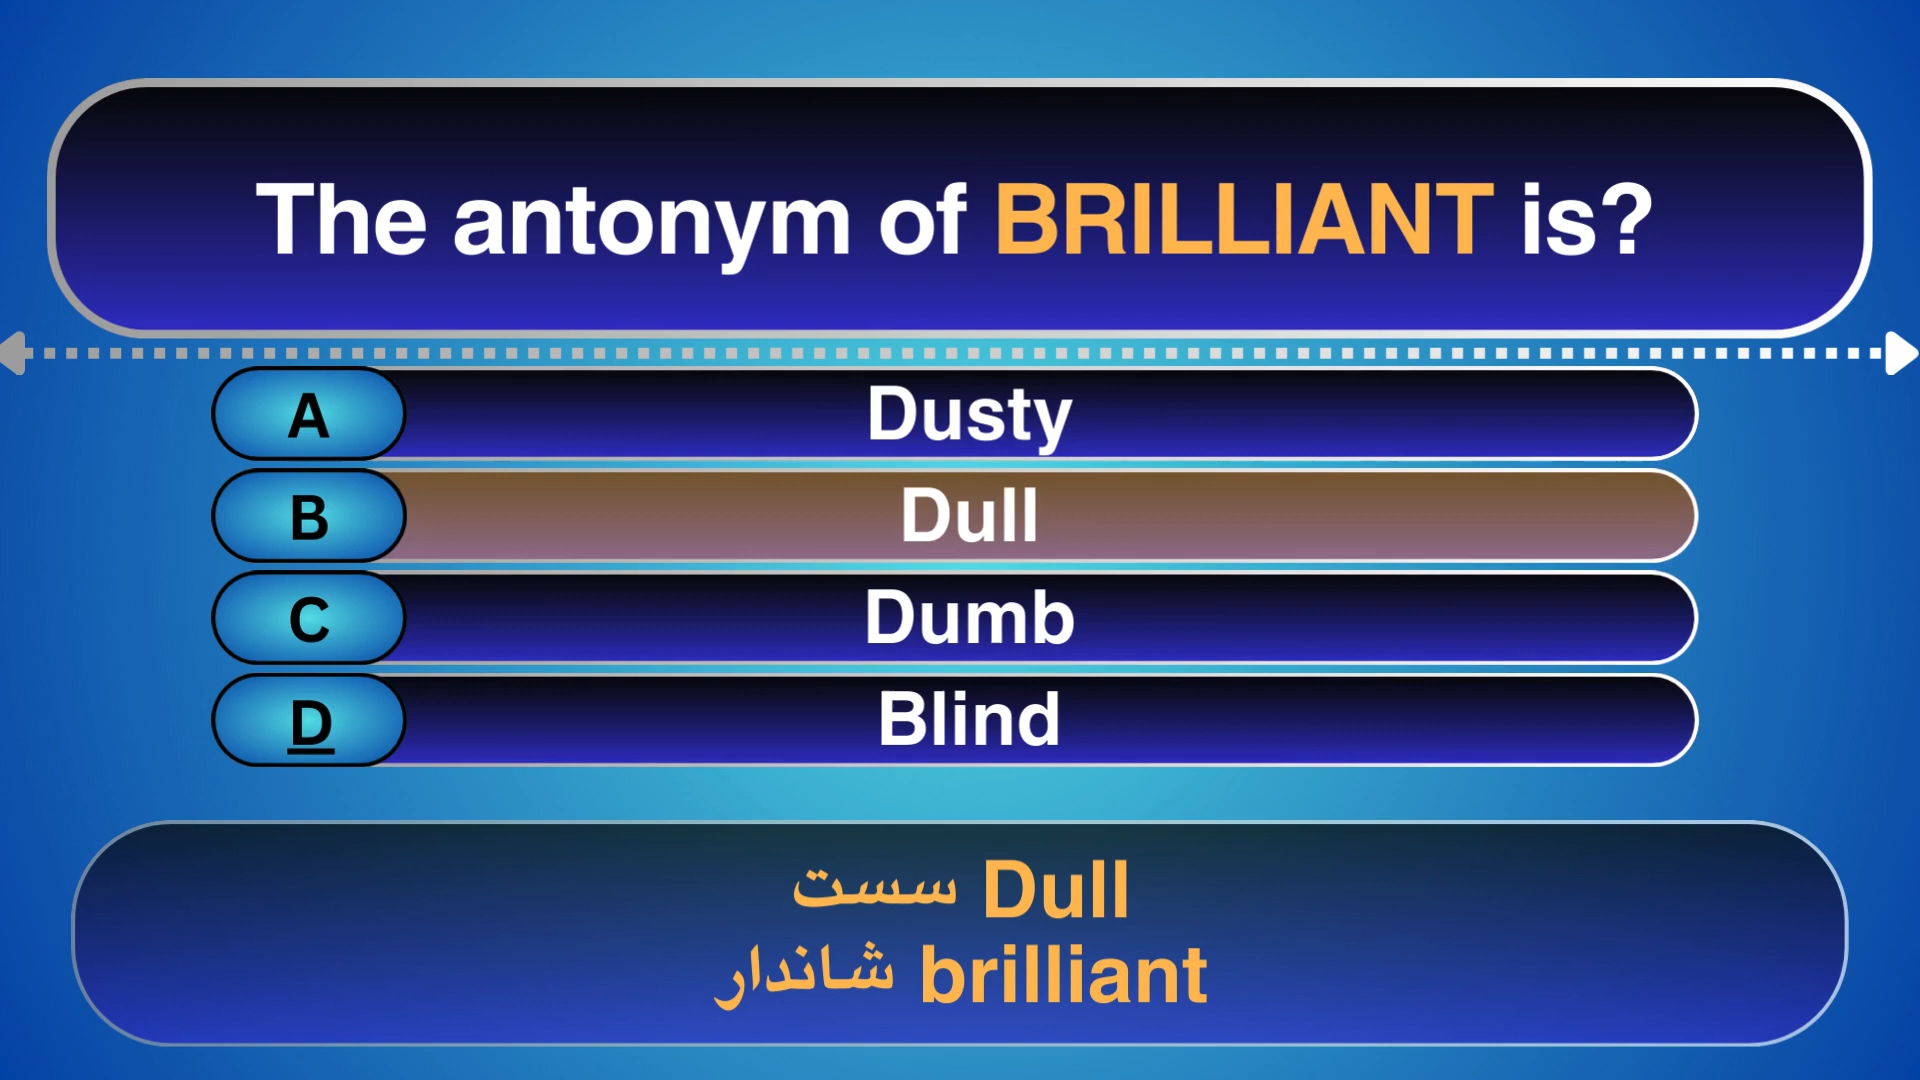 The antonym of BRILLIANT is?
A Dusty
B Dull
C Dumb
D Blind
Dull سست
brilliant شاندار